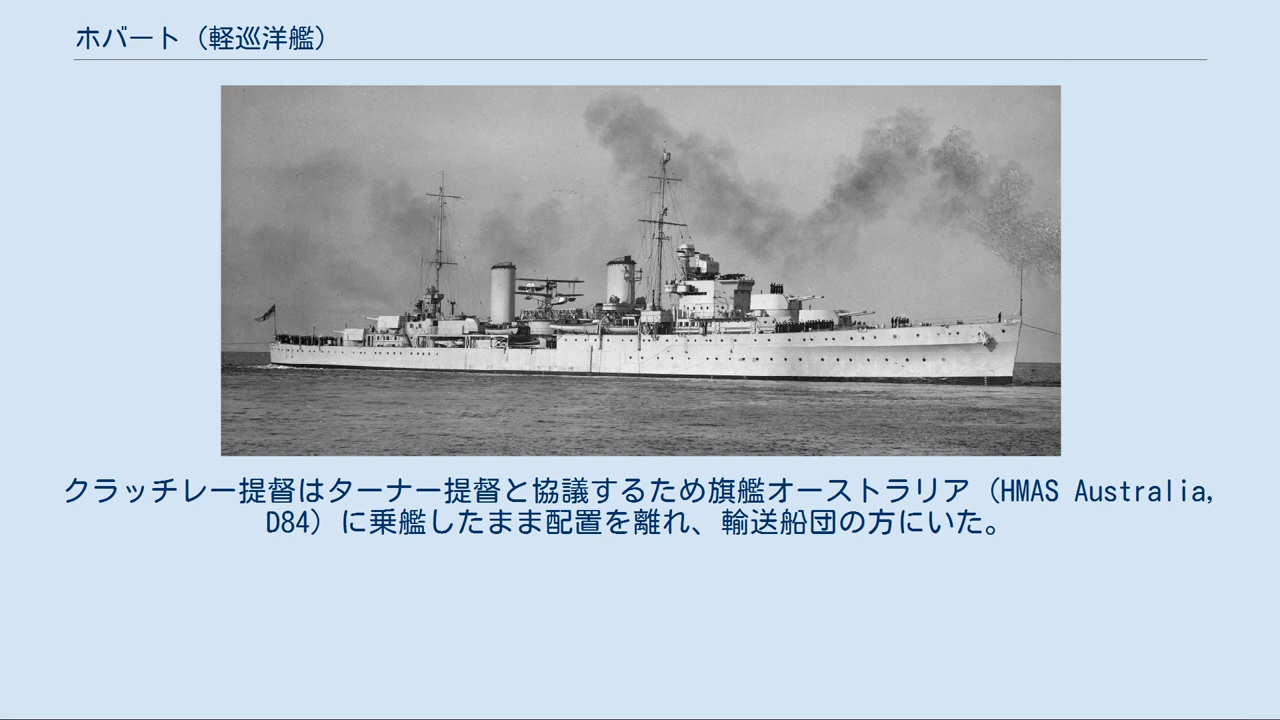 ホバート（軽巡洋艦）
クラッチレー提督はターナー提督と協議するため旗艦オーストラリア（HMAS Australia,
D84）に乗艦したまま配置を離れ、輸送船団の方にいた。